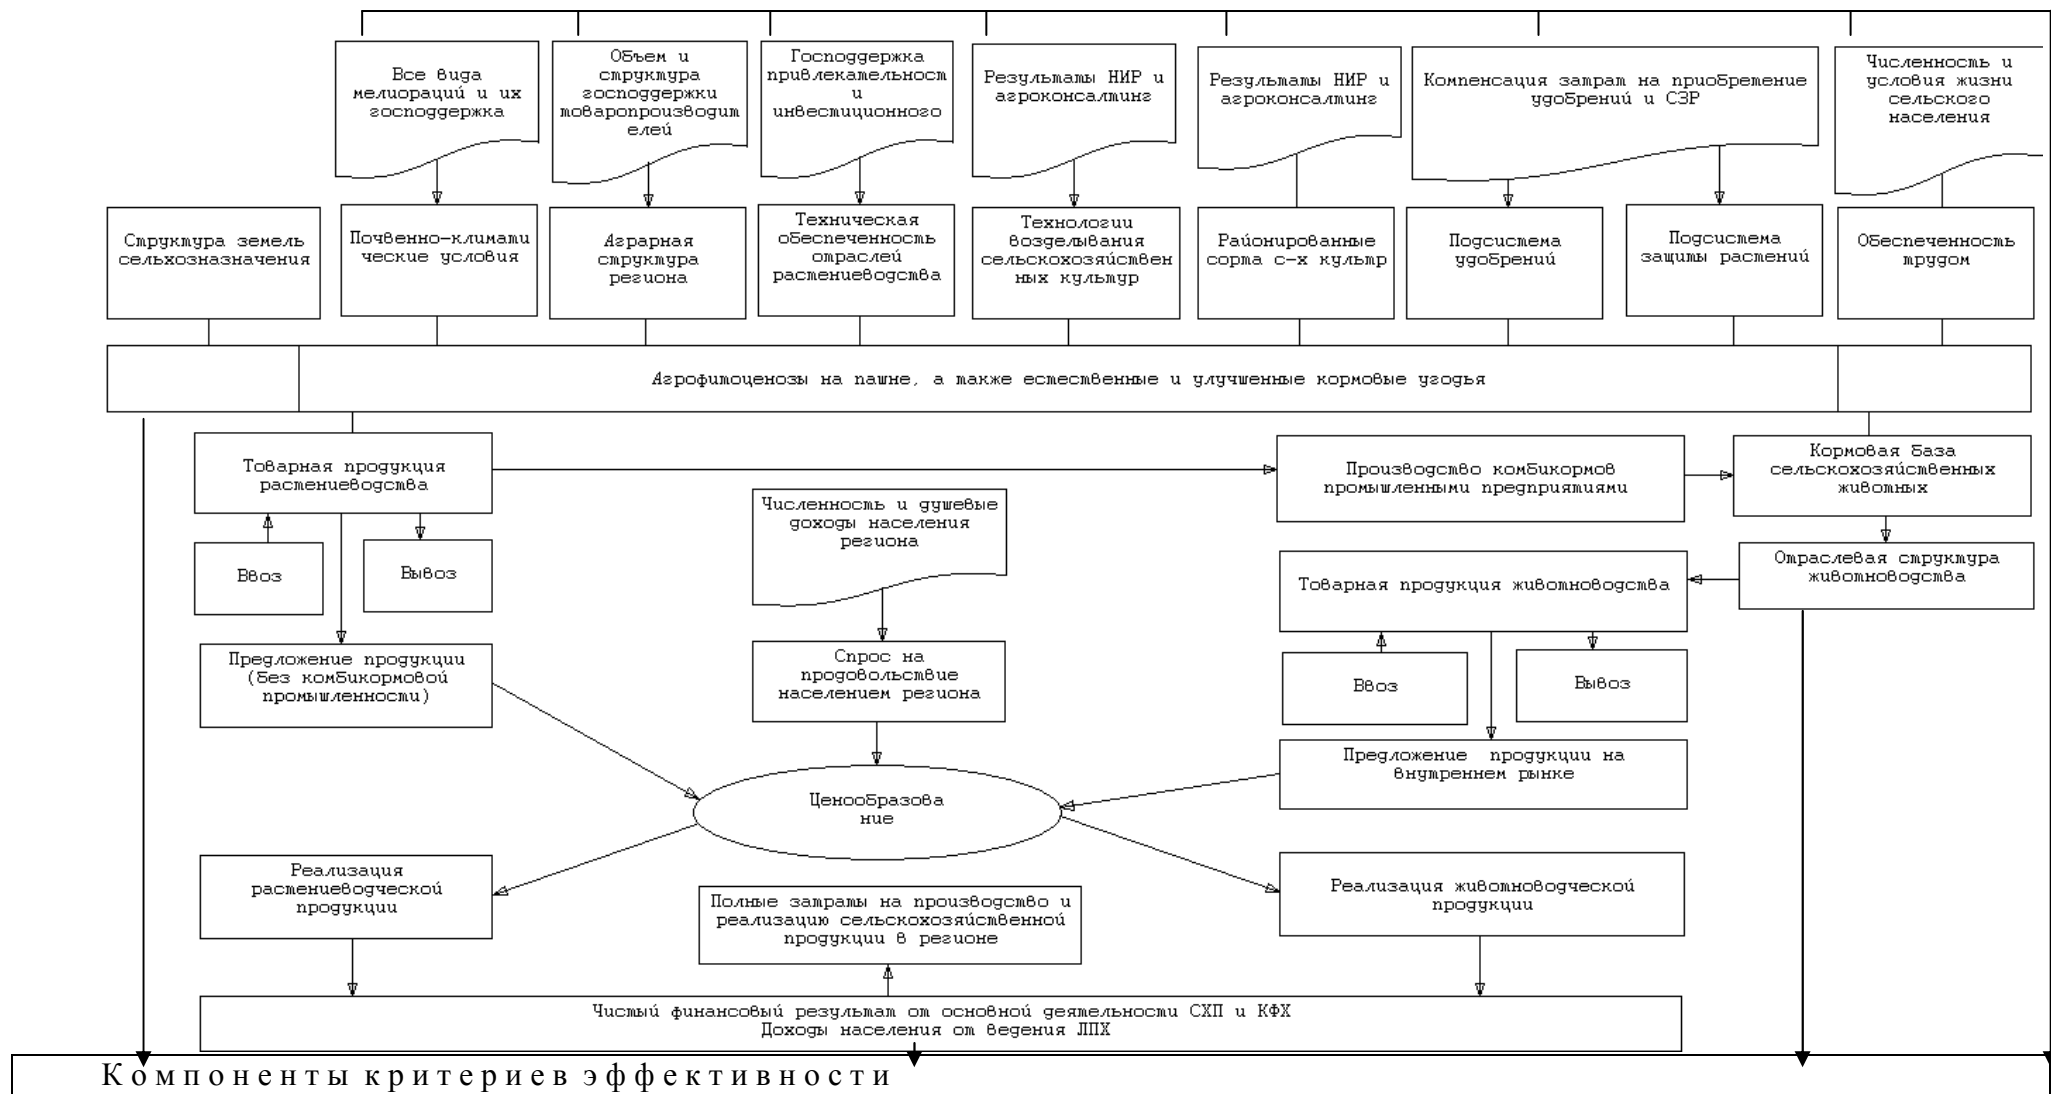 Все вида
мелиораций и их
господдержка
Объем и
структура
господдержки
товаропроизводит
елей
Господдержка
привлекательност
и
инвестиционного
Результаты НИР и
агроконсалтинг
Результаты НИР и
агроконсалтинг
Компенсация затрат на приобретение
удобрений и СЗР
Численность и
условия жизни
сельского
населения
Структура земель
сельхозназначения
Почвенно-климати
ческие условия
Аграрная
структура
региона
Техническая
обеспеченность
отраслей
растениеводства
Технологии
возделывания
сельскохозяйствен
ных культур
Районированные
сорта с-х культр
Подсистема
удобрений
Подсистема
защиты растений
Обеспеченность
трудом
Агрофитоценозы на пашне, а также естественные и улучшенные кормовые угодья
Товарная продукция
растениеводства
Производство комбикормов
промышленными предприятиями
Кормовая база
сельскохозяйственных
животных
Численность и душевые
доходы населения
региона
Ввоз
Вывоз
Товарная продукция животноводства
Отраслевая структура
животноводства
Предложение продукции
(без комбикормовой
промышленности)
Спрос на
продовольствие
населением региона
Ввоз
Вывоз
Предложение продукции на
внутреннем рынке
Ценообразова
ние
Реализация
растениеводческой
продукции
Полные затраты на производство и
реализацию сельскохозяйственной
продукции в регионе
Реализация животноводческой
продукции
Чистый финансовый результат от основной деятельности СХП и КФХ
Доходы населения от ведения ЛПХ
Компоненты критериев эффективности